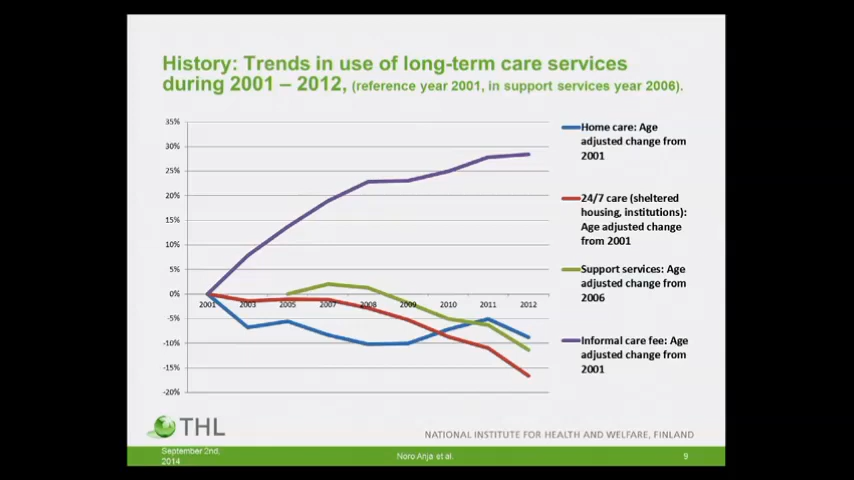 History: Trends in use of long-term care services
during 2001 – 2012, (reference year 2001, in support services year 2006).
35%
30%
25%
20%
15%
10%
5%
0%
-5%
-10%
-15%
-20%
2001 2003 2005 2007 2008 2009 2010 2011 2012
Home care: Age
adjusted change from
2001
24/7 care (sheltered
housing, institutions):
Age adjusted change
from 2001
Support services: Age
adjusted change from
2006
Informal care fee: Age
adjusted change from
2001
THL
NATIONAL INSTITUTE FOR HEALTH AND WELFARE, FINLAND
September 2nd,
2014
Noro Anja et al.
9